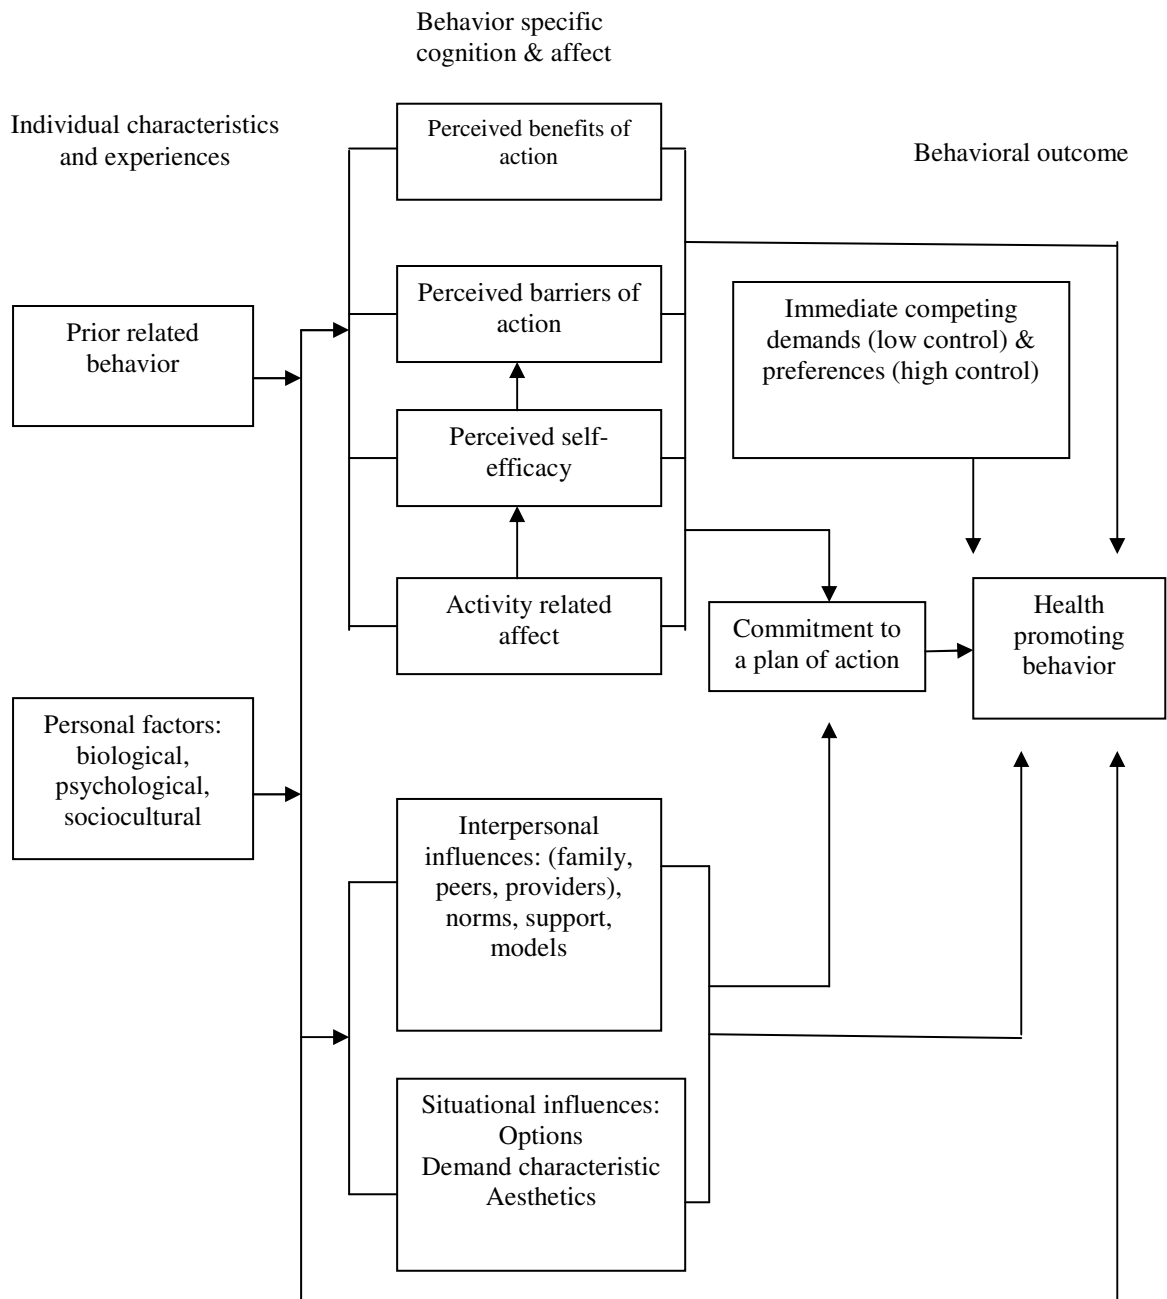 Behavior specific
cognition & affect
Individual characteristics
and experiences
Behavioral outcome
Perceived benefits of
action
Perceived barriers of
action
Perceived self-
efficacy
Activity related
affect
Prior related
behavior
Personal factors:
biological,
psychological,
sociocultural
Immediate competing
demands (low control) &
preferences (high control)
Commitment to
a plan of action
Health
promoting
behavior
Interpersonal
influences: (family,
peers, providers),
norms, support,
models
Situational influences:
Options
Demand characteristic
Aesthetics